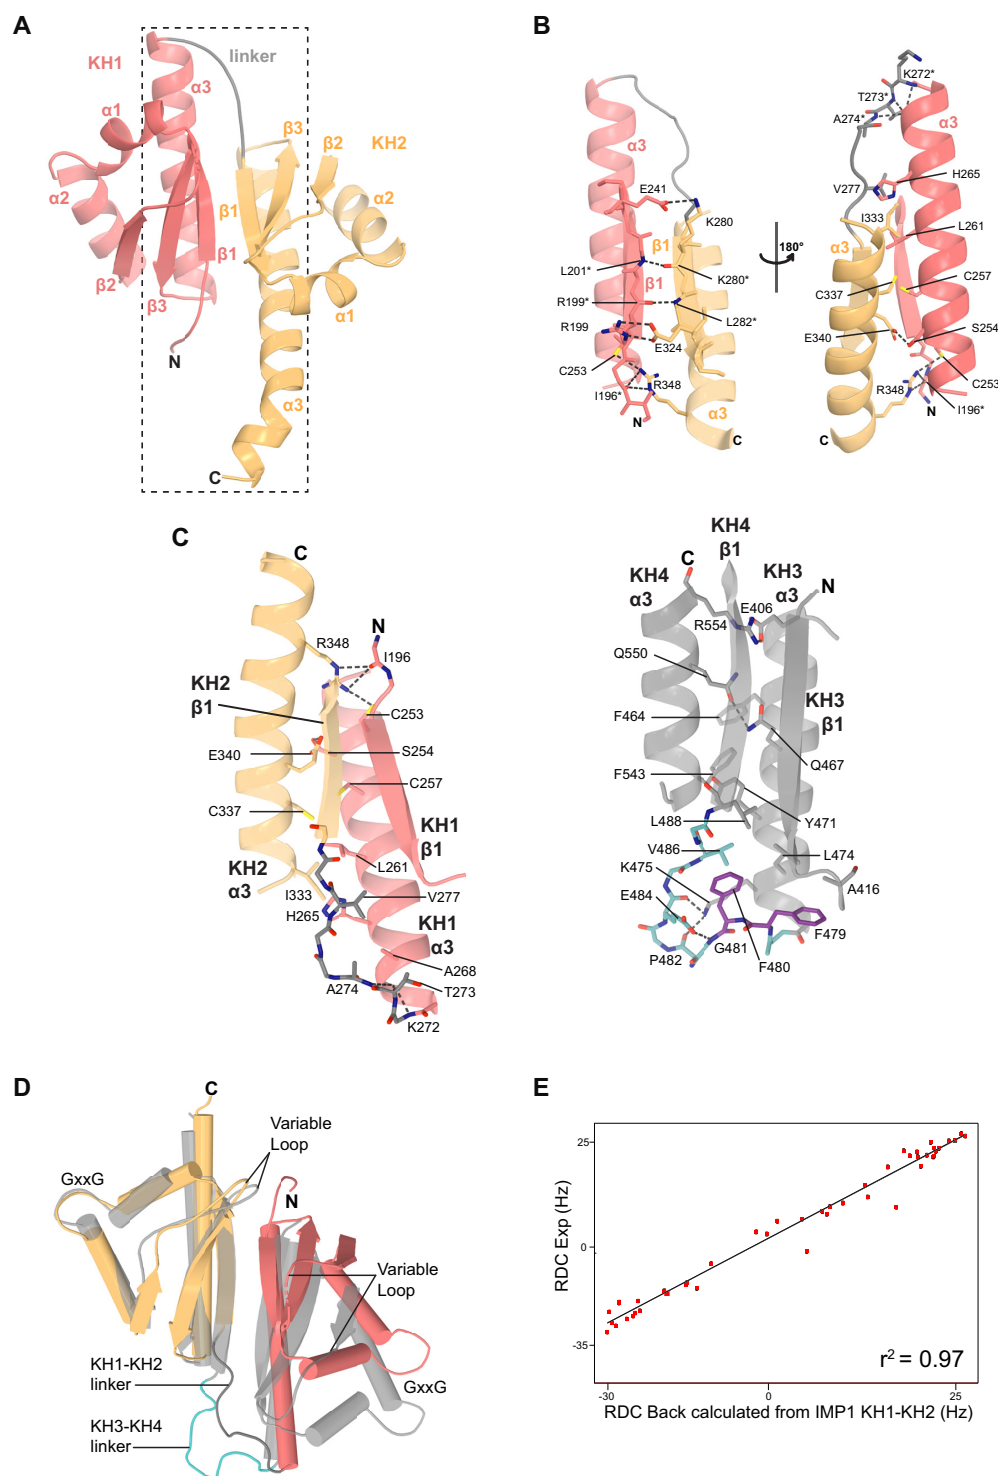 A
KH1
linker
α3
α1
β3
β2
KH2
α2
α2
β1
β1
β2
β3
α1
N
α3
C
B
α3
E241
K280
β1
L201*
β1
K280*
R199*
L282*
R199
E324
C253
R348
I196*
α3
N
C
180°
K272*
T273*
A274*
α3
H265
V277
I333
L261
α3
C337
C257
E340
S254
R348
C253
N
I196*
C
C
C
N
R348
I196
KH2
β1
C253
E340
S254
C257
C337
KH1
β1
KH2
α3
L261
I333
V277
H265
KH1
α3
A268
A274
T273
K272
KH4
β1
C
KH3
α3
N
KH4
α3
E406
R554
Q550
KH3
β1
F464
Q467
F543
Y471
L488
V486
L474
K475
A416
E484
F479
G481
P482
F480
D
C
Variable
Loop
GxxG
N
Variable
Loop
KH1-KH2
linker
GxxG
KH3-KH4
linker
E
25
0
-35
RDC Exp (Hz)
r² = 0.97
-30
0
25
RDC Back calculated from IMP1 KH1-KH2 (Hz)